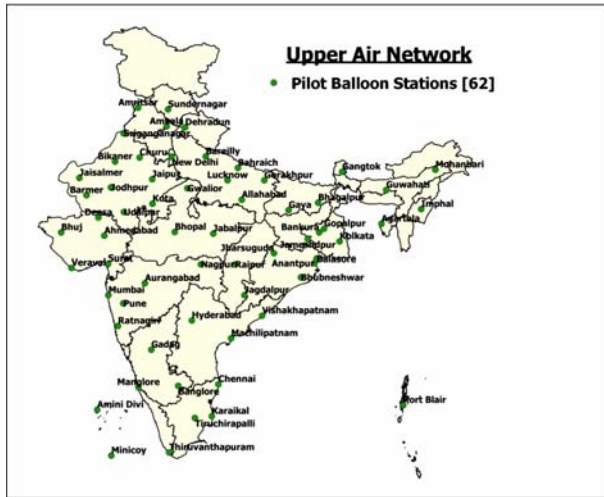 Upper Air Network
Pilot Balloon Stations [62]
Amritsar
Sundernagar
Ambala Dehradun
Sriganganagar
Bikaner Churu New Delhi Bareilly Bahraich
Gangtok Mohanbari
Jaisalmer Jaipur Lucknow Gorakhpur
Barmer Jodhpur Gwalior Guwahati
Kota Allahabad Gaya Bhagalpur Imphal
Deesa Udaipur Agartala
Bhuj Ahmedabad Bhopal Jabalpur Bankura Gopalpur
Jharsuguda Jamshedpur Kolkata
Veraval Surat Nagpur Raipur Anantpur Balasore
Aurangabad Bhubneshwar
Mumbai Jagdalpur
Pune
Ratnagiri Hyderabad Vishakhapatnam
Machilipatnam
Gadag
Manglore Banglore Chennai
Amini Divi Port Blair
Karaikal
Tiruchirapalli
Minicoy Thiruvanthapuram